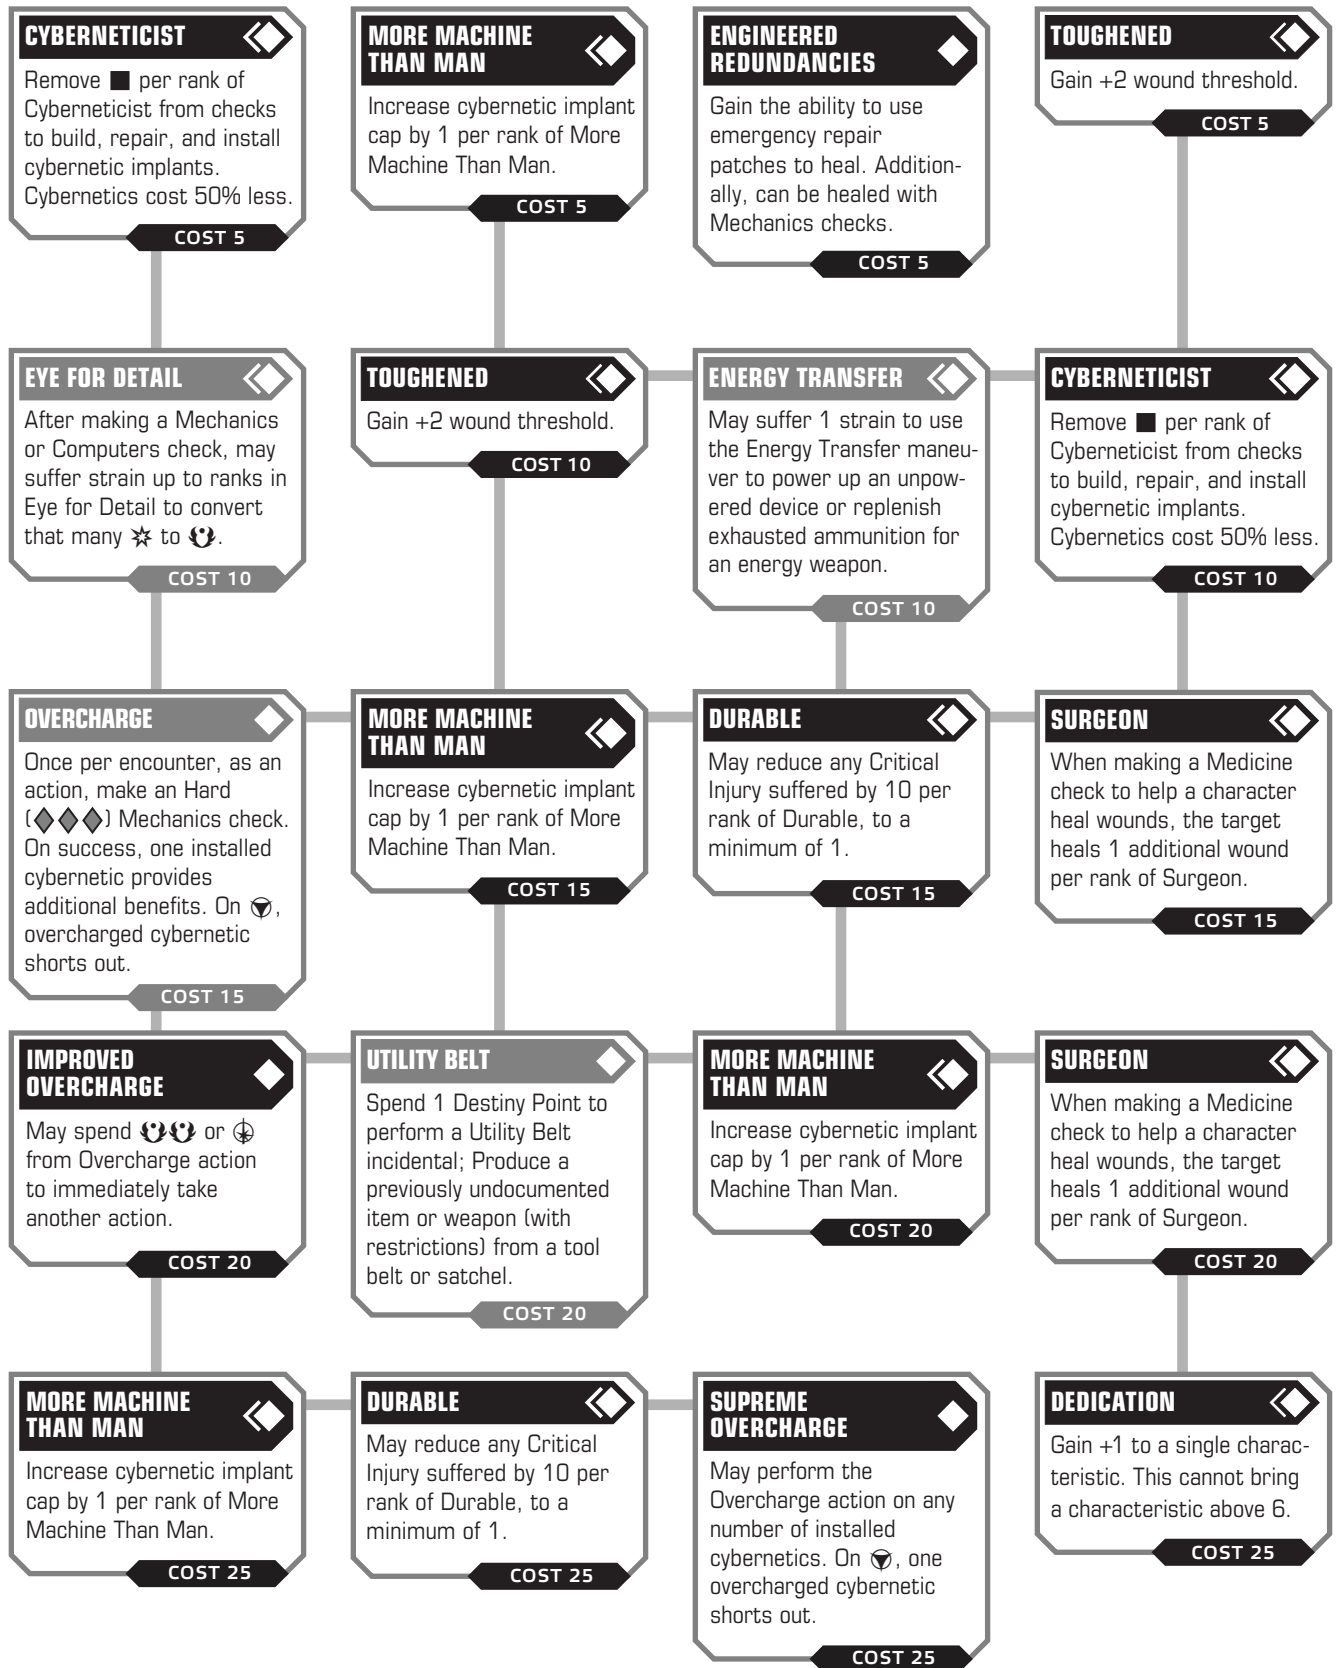 CYBERNETICIST
Remove ■ per rank of
Cyberneticist from checks
to build, repair, and install
cybernetic implants.
Cybernetics cost 50% less.
COST 5
MORE MACHINE
THAN MAN
Increase cybernetic implant
cap by 1 per rank of More
Machine Than Man.
COST 5
ENGINEERED
REDUNDANCIES
Gain the ability to use
emergency repair
patches to heal. Addition-
ally, can be healed with
Mechanics checks.
COST 5
TOUGHENED
Gain +2 wound threshold.
COST 5
EYE FOR DETAIL
After making a Mechanics
or Computers check, may
suffer strain up to ranks in
Eye for Detail to convert
that many to .
COST 10
TOUGHENED
Gain +2 wound threshold.
COST 10
ENERGY TRANSFER
May suffer 1 strain to use
the Energy Transfer maneu-
ver to power up an unpow-
ered device or replenish
exhausted ammunition for
an energy weapon.
COST 10
CYBERNETICIST
Remove ■ per rank of
Cyberneticist from checks
to build, repair, and install
cybernetic implants.
Cybernetics cost 50% less.
COST 10
OVERCHARGE
Once per encounter, as an
action, make an Hard
(◆◆◆) Mechanics check.
On success, one installed
cybernetic provides
additional benefits. On ,
overcharged cybernetic
shorts out.
COST 15
MORE MACHINE
THAN MAN
Increase cybernetic implant
cap by 1 per rank of More
Machine Than Man.
COST 15
DURABLE
May reduce any Critical
Injury suffered by 10 per
rank of Durable, to a
minimum of 1.
COST 15
SURGEON
When making a Medicine
check to help a character
heal wounds, the target
heals 1 additional wound
per rank of Surgeon.
COST 15
IMPROVED
OVERCHARGE
May spend or
from Overcharge action
to immediately take
another action.
COST 20
UTILITY BELT
Spend 1 Destiny Point to
perform a Utility Belt
incidental; Produce a
previously undocumented
item or weapon (with
restrictions) from a tool
belt or satchel.
COST 20
MORE MACHINE
THAN MAN
Increase cybernetic implant
cap by 1 per rank of More
Machine Than Man.
COST 20
SURGEON
When making a Medicine
check to help a character
heal wounds, the target
heals 1 additional wound
per rank of Surgeon.
COST 20
MORE MACHINE
THAN MAN
Increase cybernetic implant
cap by 1 per rank of More
Machine Than Man.
COST 25
DURABLE
May reduce any Critical
Injury suffered by 10 per
rank of Durable, to a
minimum of 1.
COST 25
SUPREME
OVERCHARGE
May perform the
Overcharge action on any
number of installed
cybernetics. On , one
overcharged cybernetic
shorts out.
COST 25
DEDICATION
Gain +1 to a single charac-
teristic. This cannot bring
a characteristic above 6.
COST 25